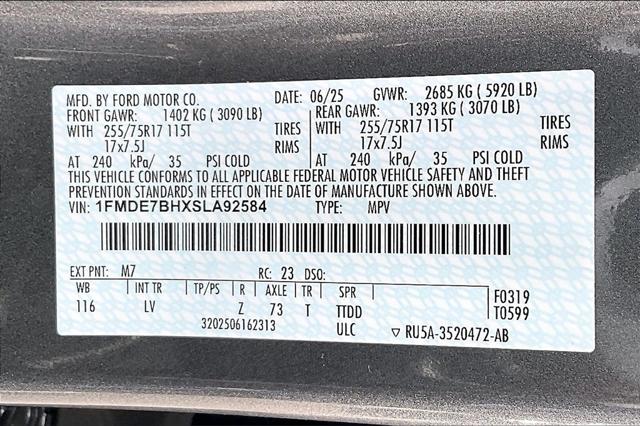 MFD. BY FORD MOTOR CO. DATE: 06/25 GVWR: 2685 KG ( 5920 LB)
FRONT GAWR: 1402 KG ( 3090 LB) REAR GAWR: 1393 KG ( 3070 LB)
WITH 255/75R17 115T TIRES WITH 255/75R17 115T TIRES
17x7.5J RIMS 17x7.5J RIMS
AT 240 kPa/ 35 PSI COLD AT 240 kPa/ 35 PSI COLD
THIS VEHICLE CONFORMS TO ALL APPLICABLE FEDERAL MOTOR VEHICLE SAFETY AND THEFT
PREVENTION STANDARDS IN EFFECT ON THE DATE OF MANUFACTURE SHOWN ABOVE.
VIN: 1FMDE7BHXSLA92584 TYPE: MPV
EXT PNT: M7 RC: 23 DSO:
WB INT TR TP/PS R AXLE TR SPR F0319
116 LV Z 73 T TTDD T0599
3202506162313 ULC ▽ RU5A-3520472-AB